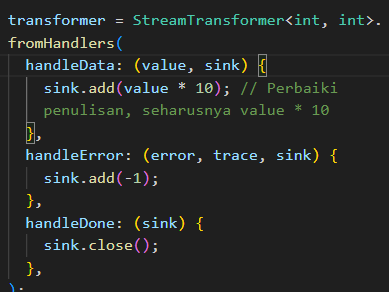 transformer = StreamTransformer<int, int>.
fromHandlers(
handleData: (value, sink) {
sink.add(value * 10); // Perbaiki
penulisan, seharusnya value * 10
},
handleError: (error, trace, sink) {
sink.add(-1);
},
handleDone: (sink) {
sink.close();
},
);